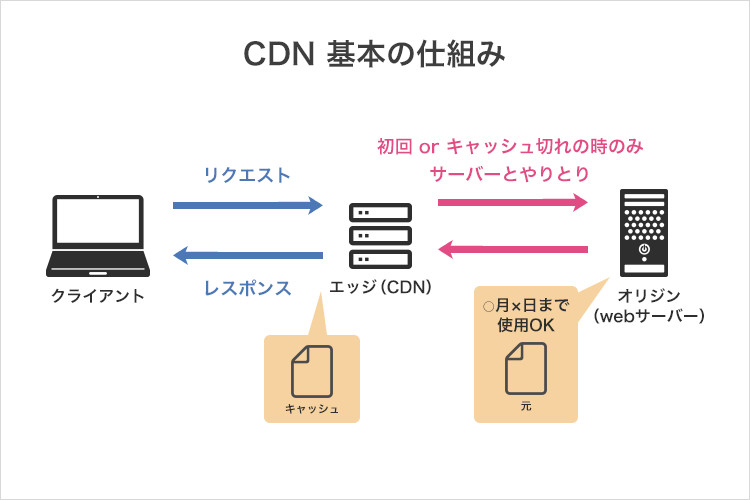 CDN 基本の仕組み
初回 or キャッシュ切れの時のみ
サーバーとやりとり
リクエスト
レスポンス
クライアント
エッジ（CDN）
オリジン
（webサーバー）
キャッシュ
○月×日まで
使用OK
元